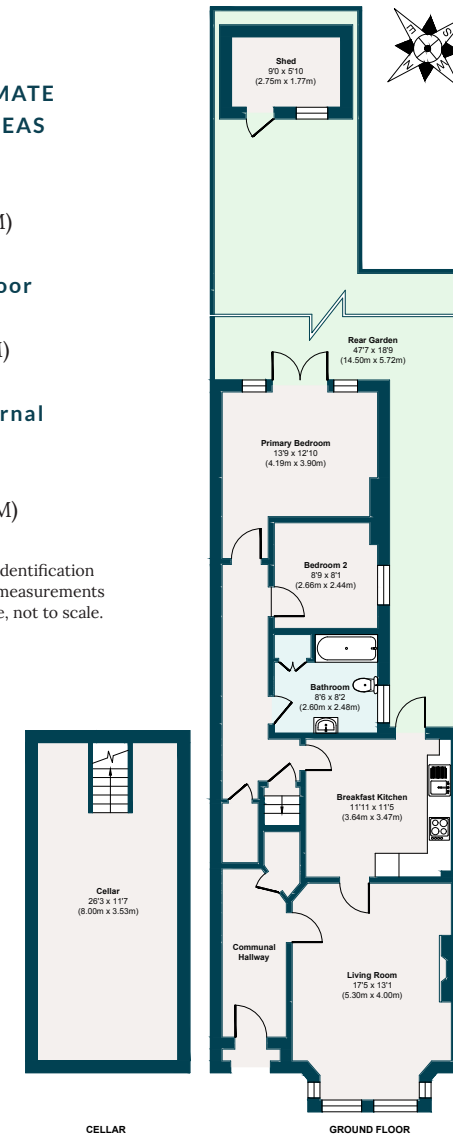 MATE
EAS
M)
oor
M)
rnal
M)
dentification
measurements
e, not to scale.
E
S
W
Shed
9'0 x 5'10
(2.75m x 1.77m)
Rear Garden
47'7 x 18'9
(14.50m x 5.72m)
Primary Bedroom
13'9 x 12'10
(4.19m x 3.90m)
Bedroom 2
8'9 x 8'1
(2.66m x 2.44m)
Bathroom
8'6 x 8'2
(2.60m x 2.48m)
Breakfast Kitchen
11'11 x 11'5
(3.64m x 3.47m)
Cellar
26'3 x 11'7
(8.00m x 3.53m)
Communal
Hallway
Living Room
17'5 x 13'1
(5.30m x 4.00m)
CELLAR
GROUND FLOOR